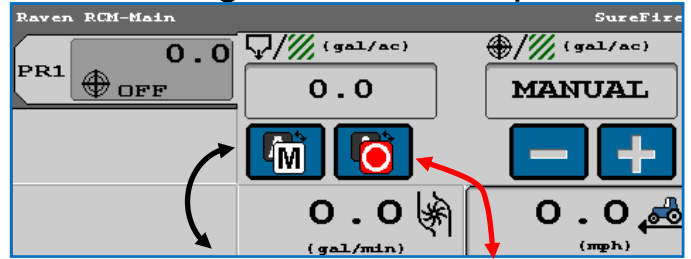 Raven RCM-Main SureFire
(gal/ac) (gal/ac)
PR1 0.0
OFF
0.0 MANUAL
M
0.0 0.0
(gal/min) (mph)